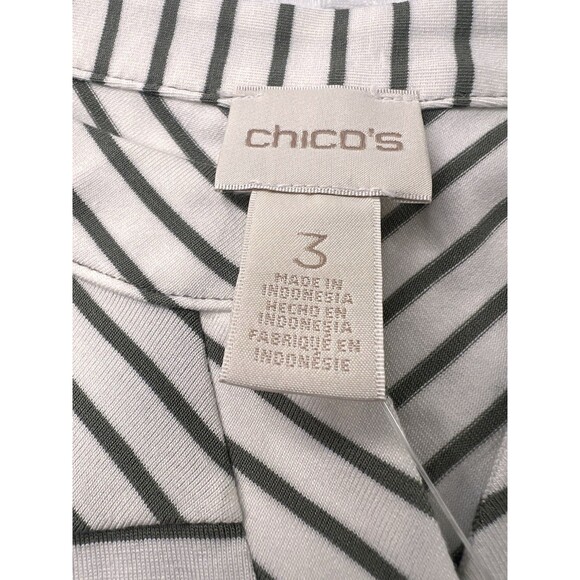 chico's
3
MADE IN
INDONESIA
HECHO EN
INDONESIA
FABRIQUÉ EN
INDONÉSIE